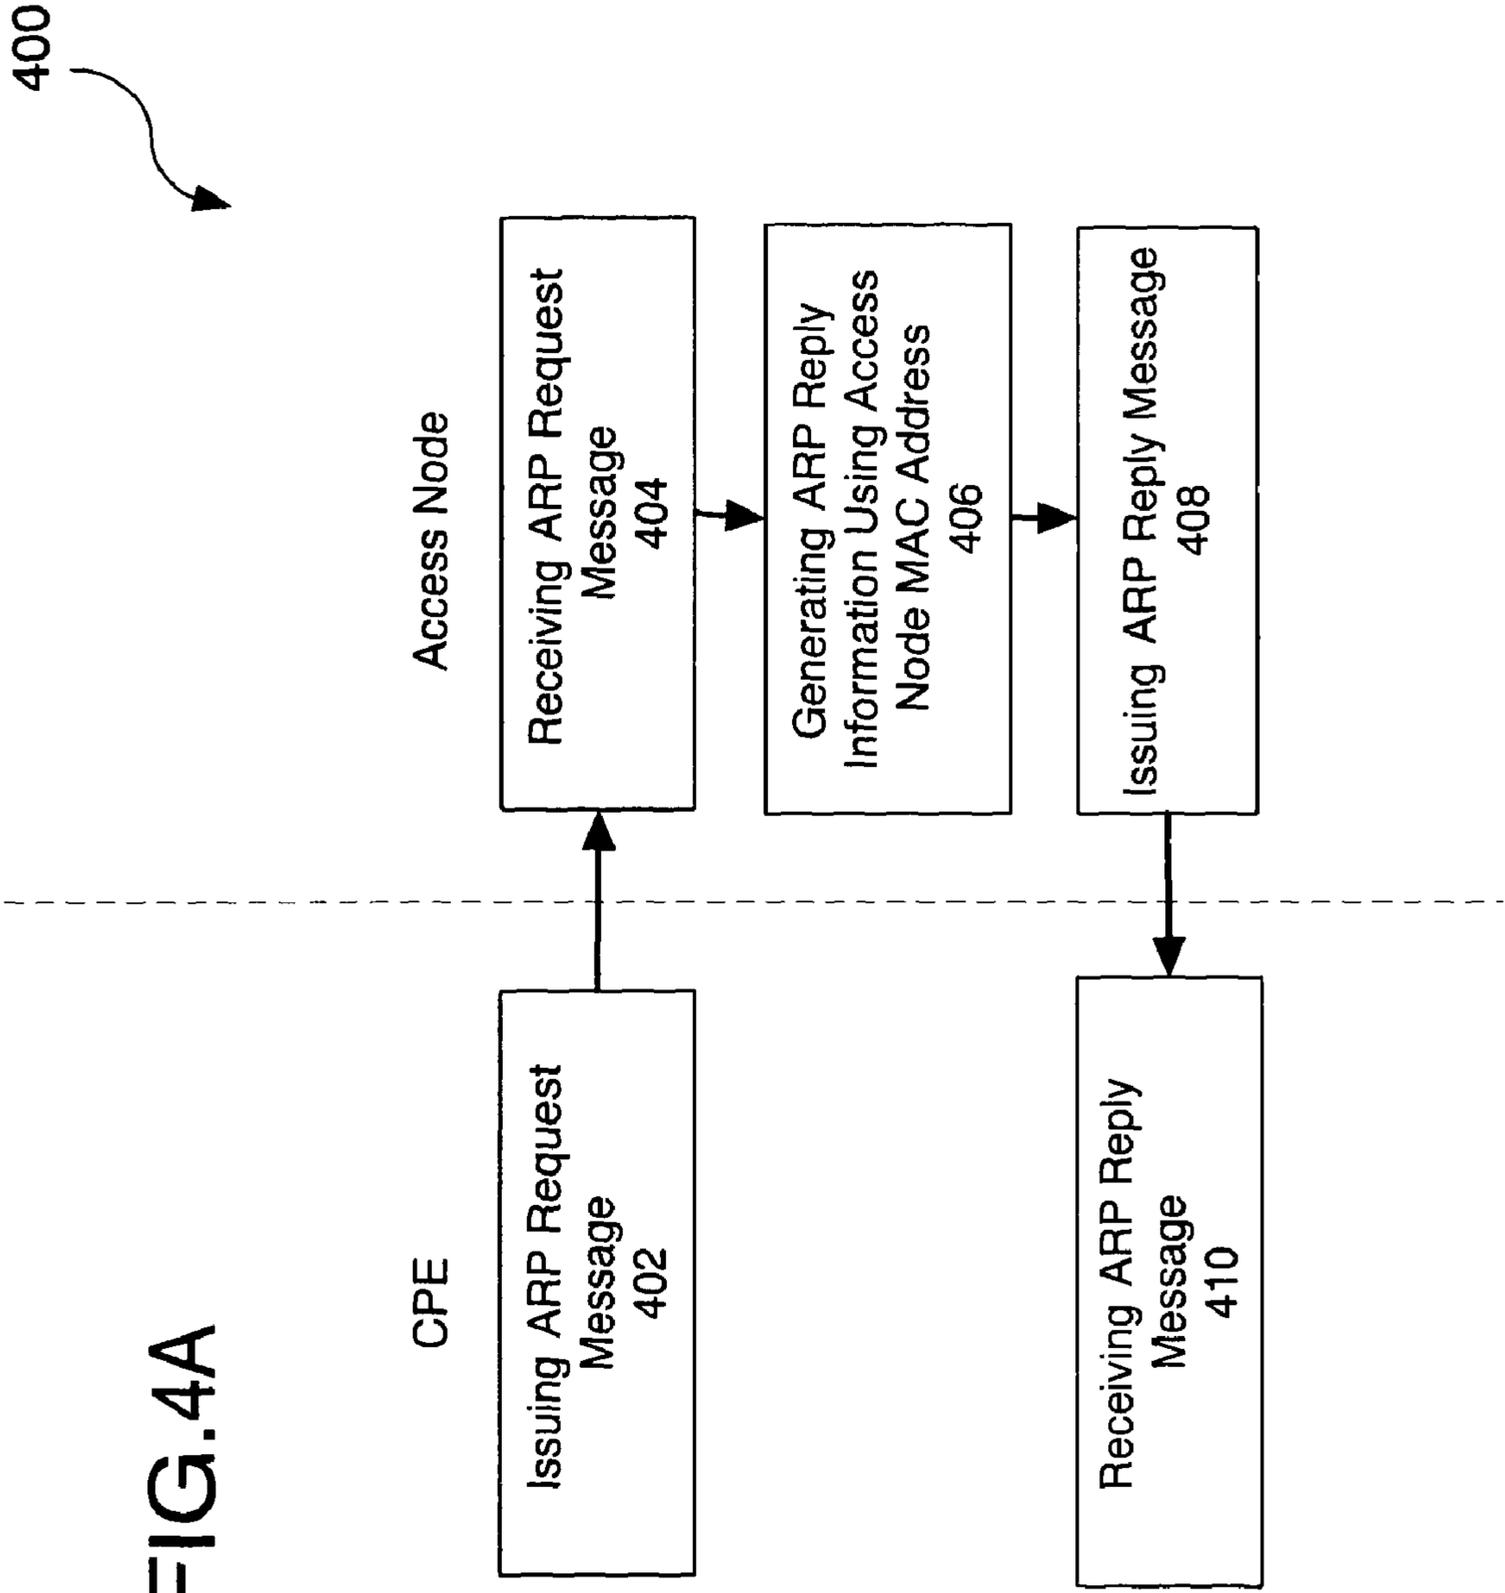 FIG.4A
400
CPE
Access Node
Issuing ARP Request
Message
402
Receiving ARP Request
Message
404
Generating ARP Reply
Information Using Access
Node MAC Address
406
Issuing ARP Reply Message
408
Receiving ARP Reply
Message
410